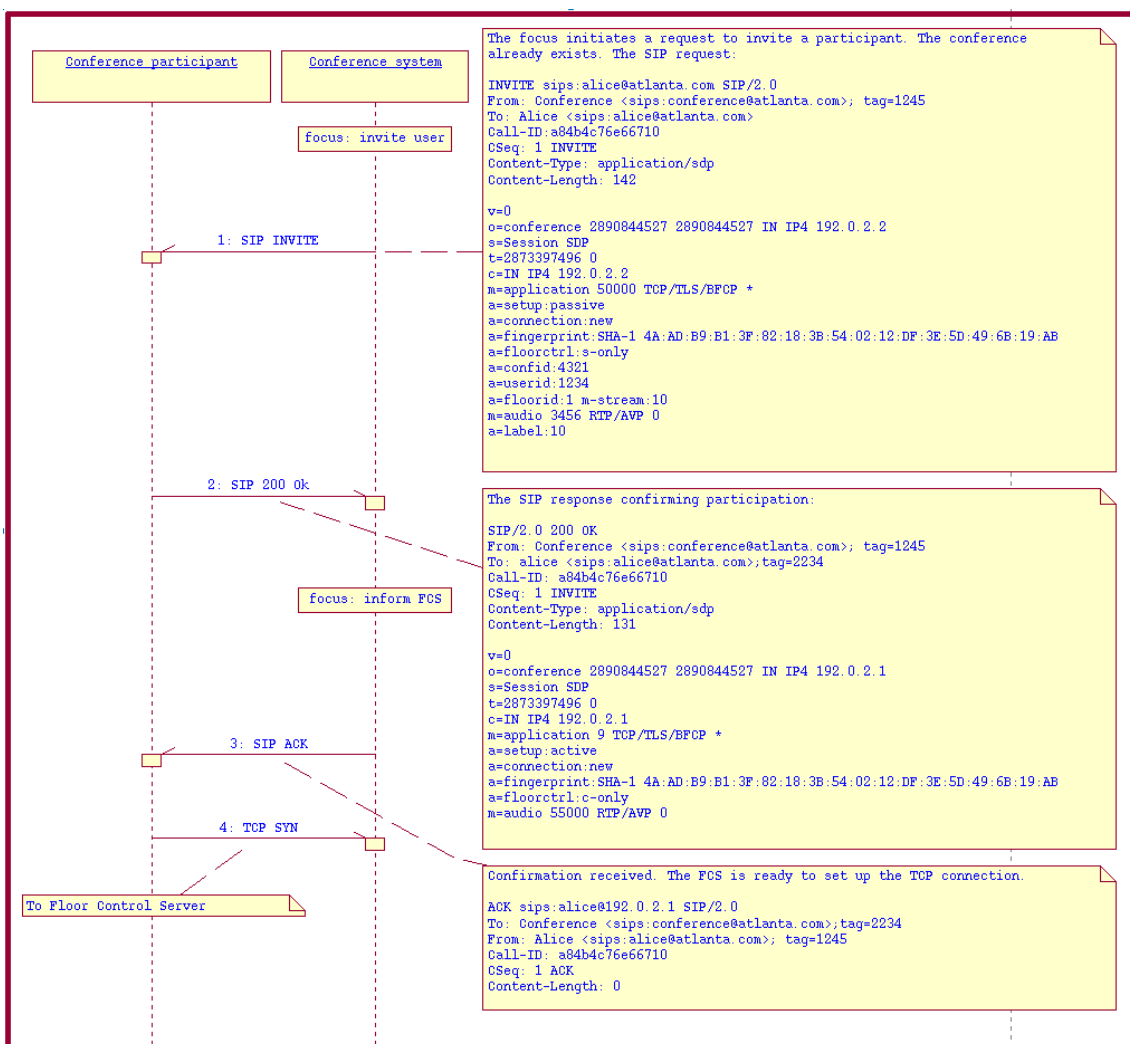 Conference participant
Conference system
focus: invite user
The focus initiates a request to invite a participant. The conference
already exists. The SIP request:
INVITE sips:alice@atlanta.com SIP/2.0
From: Conference <sips:conference@atlanta.com>; tag=1245
To: Alice <sips:alice@atlanta.com>
Call-ID:a84b4c76e66710
CSeq: 1 INVITE
Content-Type: application/sdp
Content-Length: 142
v=0
o=conference 2890844527 2890844527 IN IP4 192.0.2.2
s=Session SDP
t=2873397496 0
c=IN IP4 192.0.2.2
m=application 50000 TCP/TLS/BFCP *
a=setup:passive
a=connection:new
a=fingerprint:SHA-1 4A:AD:B9:B1:3F:82:18:3B:54:02:12:DF:3E:5D:49:6B:19:AB
a=floorctrl:s-only
a=confid:4321
a=userid:1234
a=floorid:1 m-stream:10
m=audio 3456 RTP/AVP 0
a=label:10
1: SIP INVITE
2: SIP 200 Ok
The SIP response confirming participation:
SIP/2.0 200 OK
From: Conference <sips:conference@atlanta.com>; tag=1245
To: alice <sips:alice@atlanta.com>;tag=2234
Call-ID: a84b4c76e66710
CSeq: 1 INVITE
Content-Type: application/sdp
Content-Length: 131
v=0
o=conference 2890844527 2890844527 IN IP4 192.0.2.1
s=Session SDP
t=2873397496 0
c=IN IP4 192.0.2.1
m=application 9 TCP/TLS/BFCP *
a=setup:active
a=connection:new
a=fingerprint:SHA-1 4A:AD:B9:B1:3F:82:18:3B:54:02:12:DF:3E:5D:49:6B:19:AB
a=floorctrl:c-only
m=audio 55000 RTP/AVP 0
focus: inform FCS
3: SIP ACK
4: TCP SYN
To Floor Control Server
Confirmation received. The FCS is ready to set up the TCP connection.
ACK sips:alice@192.0.2.1 SIP/2.0
To: Conference <sips:conference@atlanta.com>;tag=2234
From: Alice <sips:alice@atlanta.com>; tag=1245
Call-ID: a84b4c76e66710
CSeq: 1 ACK
Content-Length: 0